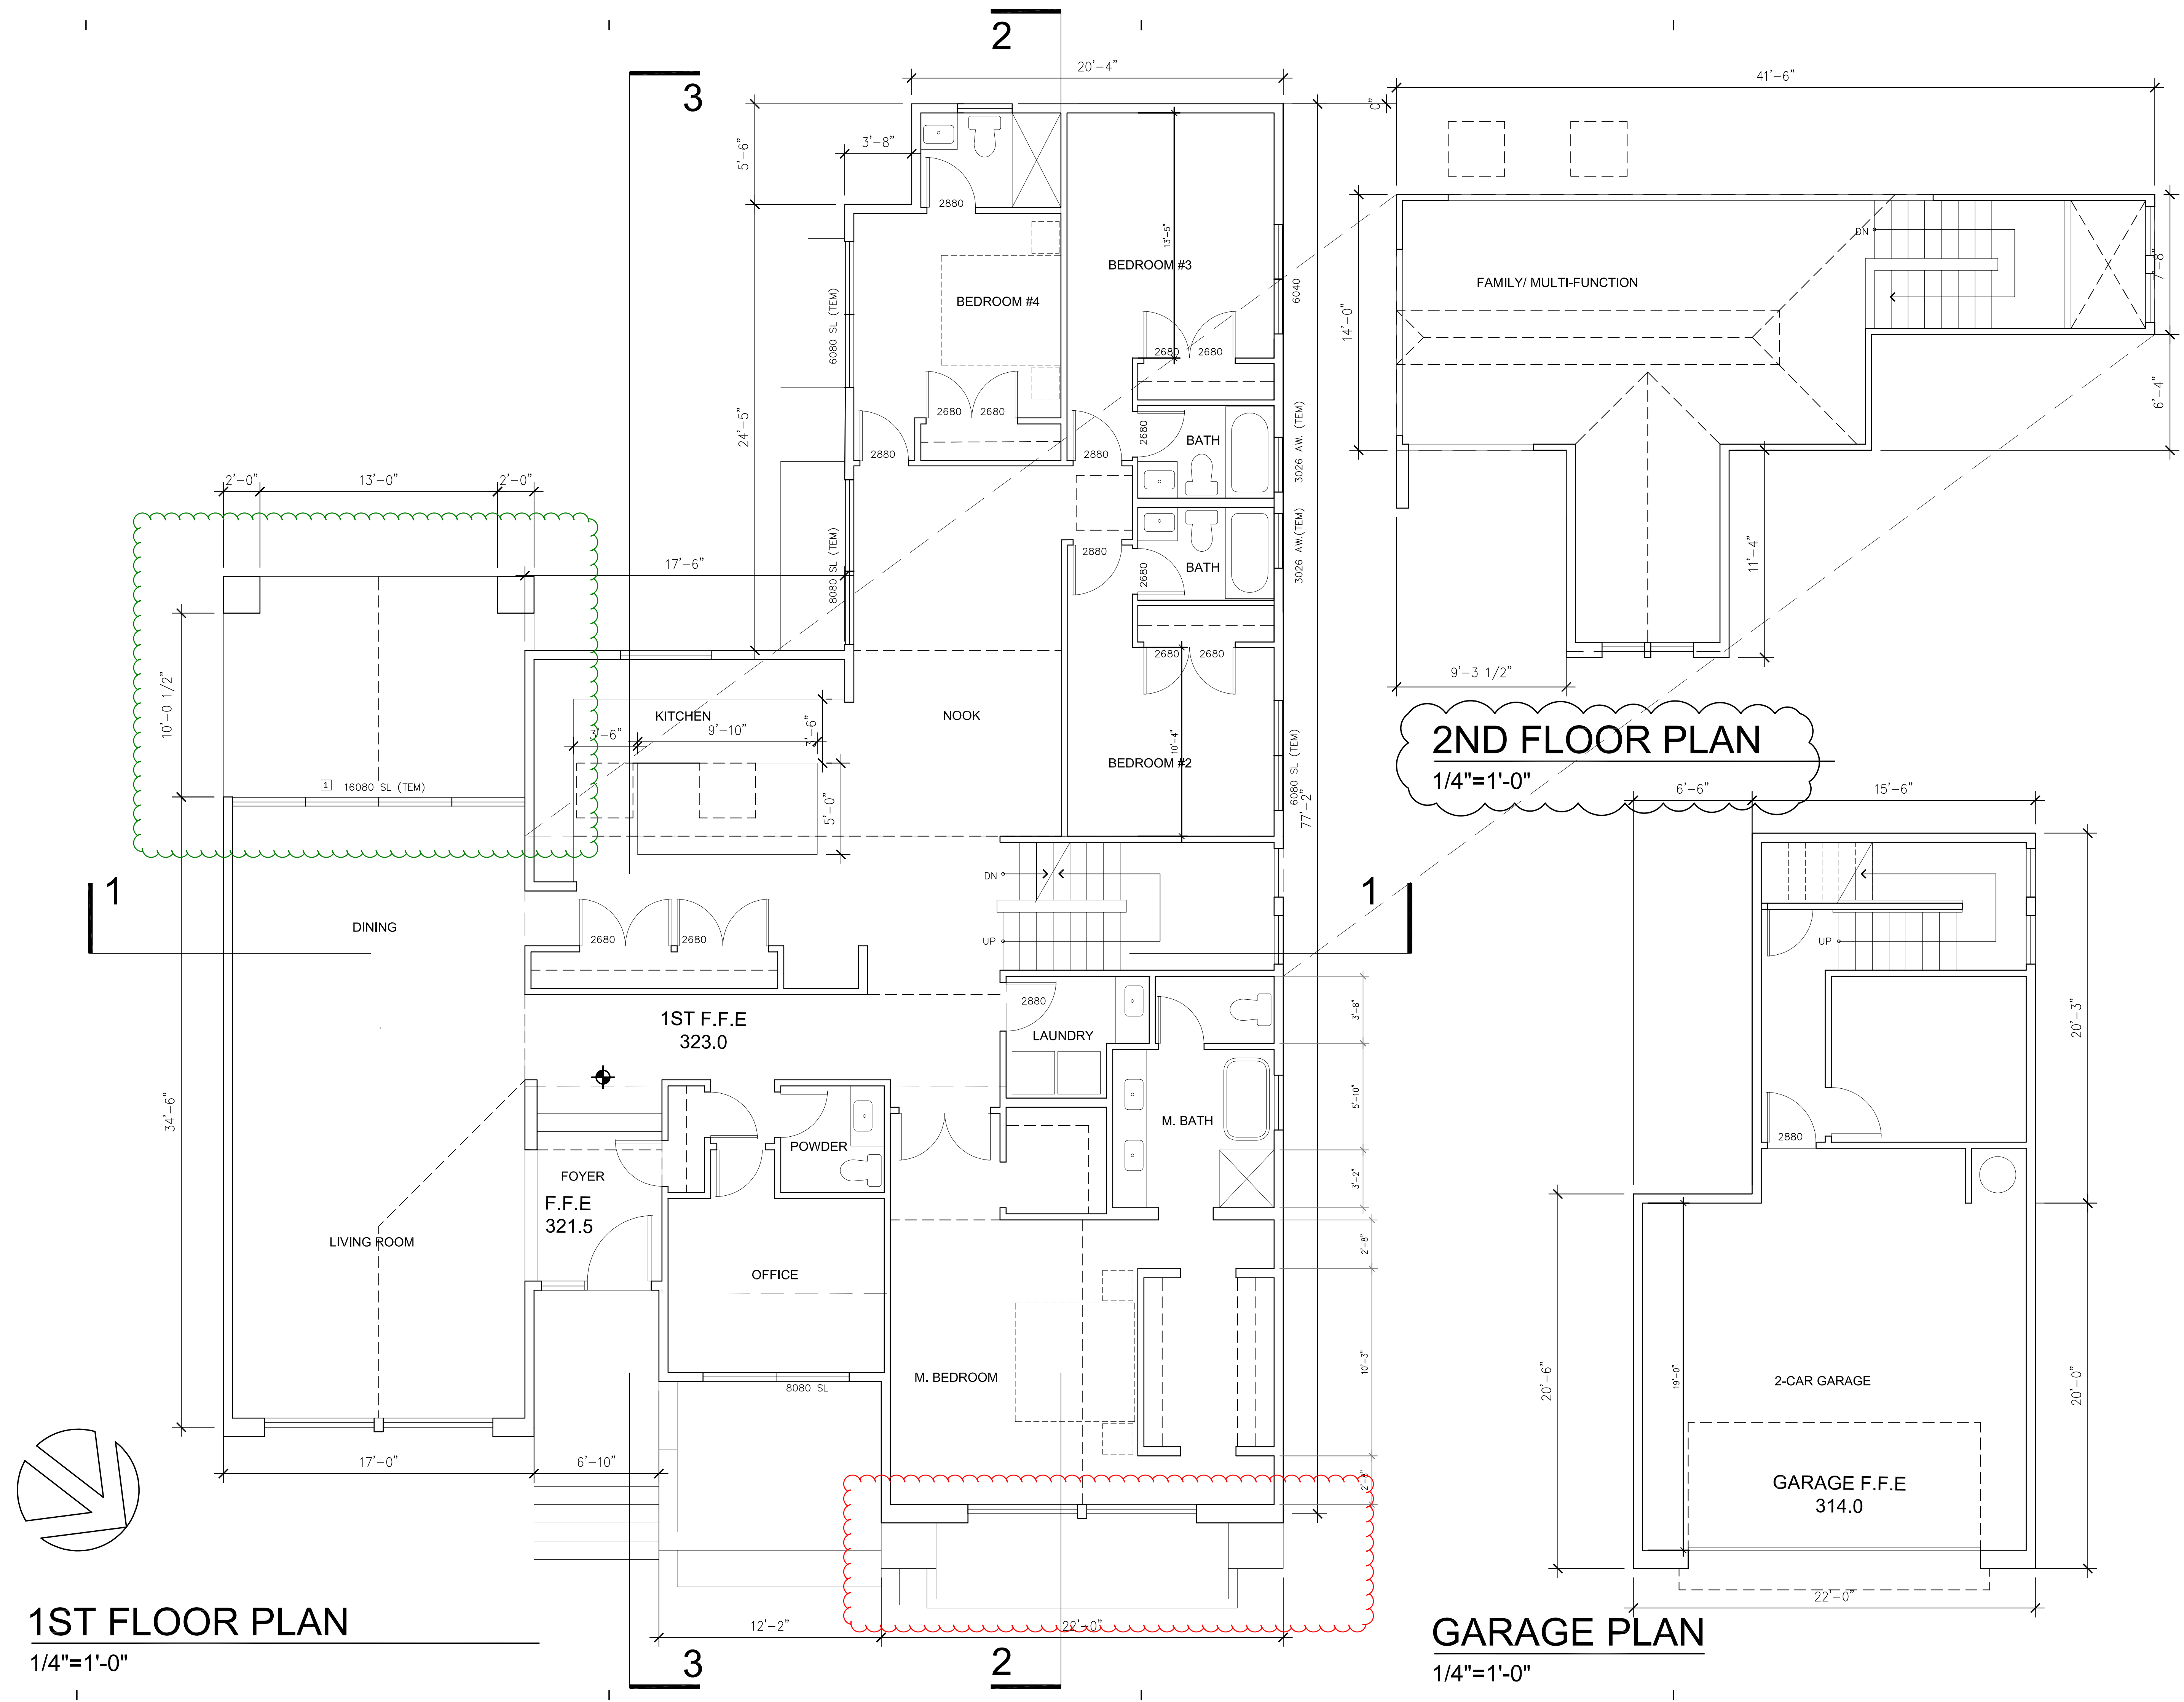 2
20'-4"
41'-6"
3
0"
5'-6"
3'-8"
2880
13'-5"
BEDROOM #3
BEDROOM #4
6040
6080 SL (TEM)
2680 2680
2680 2680
24'-5"
2880
2880
2680
BATH
3026 AW. (TEM)
DN
FAMILY/ MULTI-FUNCTION
14'-0"
7'-8"
6'-4"
11'-4"
9'-3 1/2"
2ND FLOOR PLAN
1/4"=1'-0"
2'-0"
13'-0"
2'-0"
17'-6"
8080 SL (TEM)
2880
2680
BATH
3026 AW.(TEM)
2680 2680
10'-0 1/2"
KITCHEN
NOOK
3'-6"
9'-10"
3'-6"
10'-4"
BEDROOM #2
6080 SL (TEM)
77'-2"
1 16080 SL (TEM)
5'-0"
6'-6"
15'-6"
1
1
DN
DINING
2680 2680
UP
UP
1ST F.F.E
323.0
2880
LAUNDRY
3'-8"
20'-3"
34'-6"
5'-10"
M. BATH
POWDER
2880
FOYER
3'-2"
F.F.E
321.5
LIVING ROOM
2'-8"
OFFICE
M. BEDROOM
10'-3"
8080 SL
20'-6"
19'-0"
2-CAR GARAGE
20'-0"
17'-0"
6'-10"
2'-8"
GARAGE F.F.E
314.0
22'-0"
12'-2"
22'-0"
1ST FLOOR PLAN
1/4"=1'-0"
3
2
GARAGE PLAN
1/4"=1'-0"